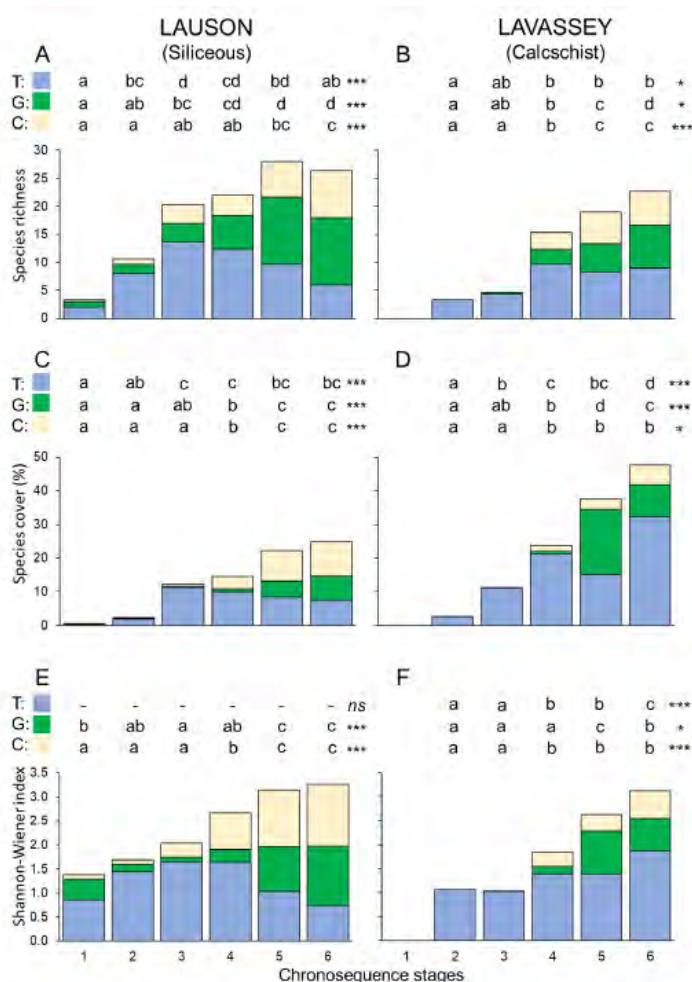 LAUSON
(Siliceous)
LAVASSEY
(Calcschist)
A
T: a bc d cd bd ab ***
G: a ab bc cd d d ***
C: a a ab ab bc c ***
B
a ab b b b *
a ab b c d *
a a b c c ***
Species richness
30
25
20
15
10
5
0
C
T: a ab c c bc bc ***
G: a a ab b c c ***
C: a a a b c c ***
D
a b c bc d ***
a ab b d c ***
a a b b b *
Species cover (%)
50
40
30
20
10
0
E
T: - - - - - - ns
G: b ab a ab c c ***
C: a a a b c c ***
F
a a b b c ***
a a a c b *
a a b b b ***
Shannon-Wiener index
3.5
3.0
2.5
2.0
1.5
1.0
0.5
0.0
1 2 3 4 5 6
1 2 3 4 5 6
Chronosequence stages